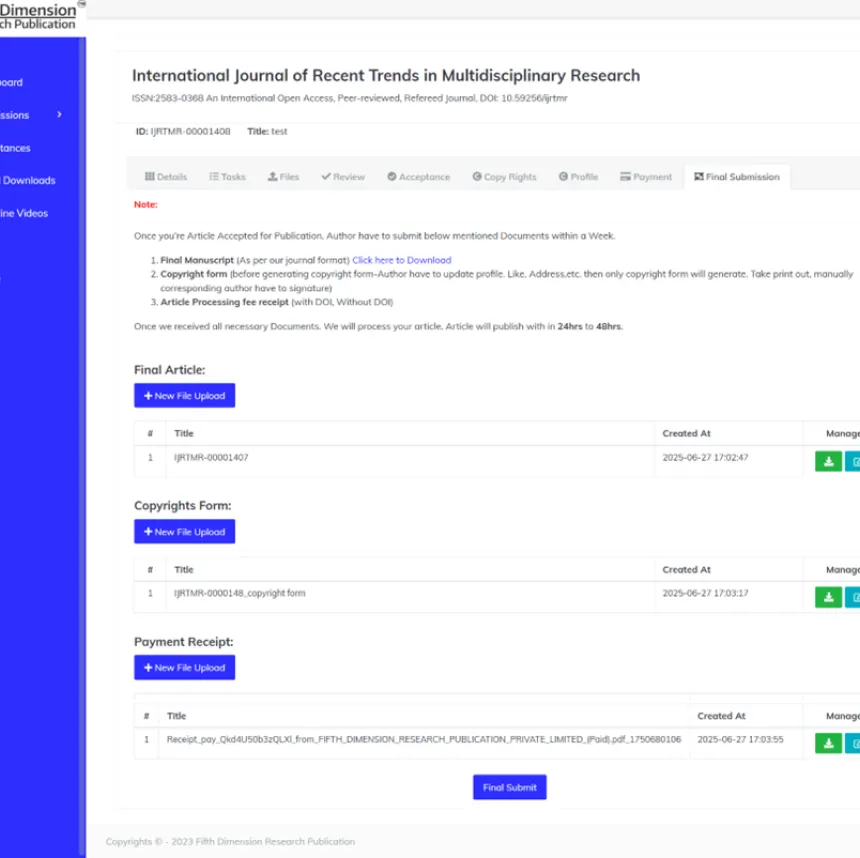 Dimension
ch Publication
oard
ssions
tances
Downloads
ine Videos
International Journal of Recent Trends in Multidisciplinary Research
ISSN:2583-0368 An International Open Access, Peer-reviewed, Refereed Journal, DOI: 10.59256/ijrtmr
ID: IJRTMR-00001408 Title: test
Details Tasks Files Review Acceptance Copy Rights Profile Payment Final Submission
Note:
Once you're Article Accepted for Publication. Author have to submit below mentioned Documents within a Week.
1. Final Manuscript (As per our journal format) Click here to Download
2. Copyright form (before generating copyright form-Author have to update profile. Like, Address,etc. then only copyright form will generate. Take print out, manually
corresponding author have to signature)
3. Article Processing fee receipt (with DOI, Without DOI)
Once we received all necessary Documents. We will process your article. Article will publish with in 24hrs to 48hrs.
Final Article:
New File Upload
# Title Created At Manage
1 IJRTMR-00001407 2025-06-27 17:02:47
Copyrights Form:
New File Upload
# Title Created At Manage
1 IJRTMR-0000148_copyright form 2025-06-27 17:03:17
Payment Receipt:
New File Upload
# Title Created At Manage
1 Receipt_pay_Qkd4U50b3zQLXl_from_FIFTH_DIMENSION_RESEARCH_PUBLICATION_PRIVATE_LIMITED_(Paid).pdf_1750680106 2025-06-27 17:03:55
Final Submit
Copyrights © - 2023 Fifth Dimension Research Publication